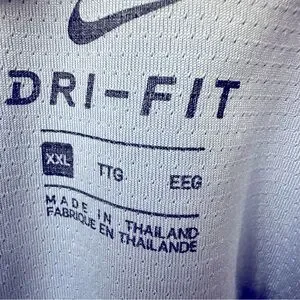 DRI-FIT
XXL TTG EEG
MADE IN THAILAND
FABRIQUE EN THAILANDE